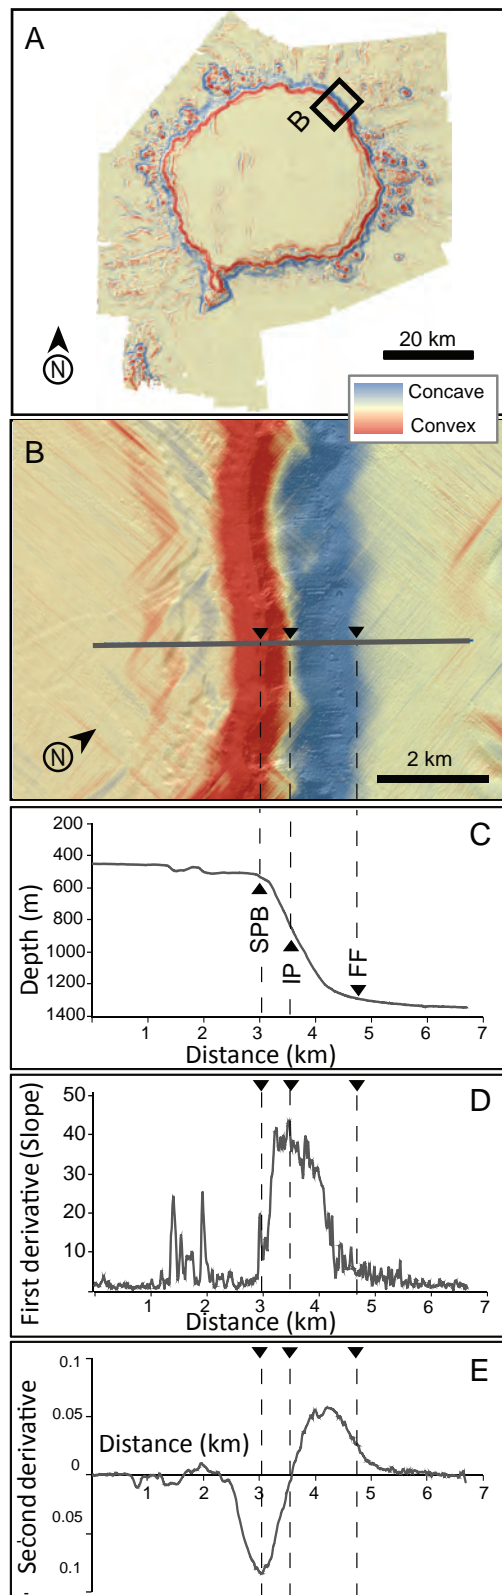 A
B
N
20 km
Concave
Convex
B
N
2 km
200
400
600
800
1000
1200
1400
Depth (m)
C
SPB
IP
FF
1 2 3 4 5 6 7
Distance (km)
50
40
30
20
10
First derivative (Slope)
D
1 2 3 4 5 6 7
Distance (km)
0.1
0.05
0
0.05
0.1
-
-
Second derivative
E
Distance (km)
1 2 3 4 5 6 7